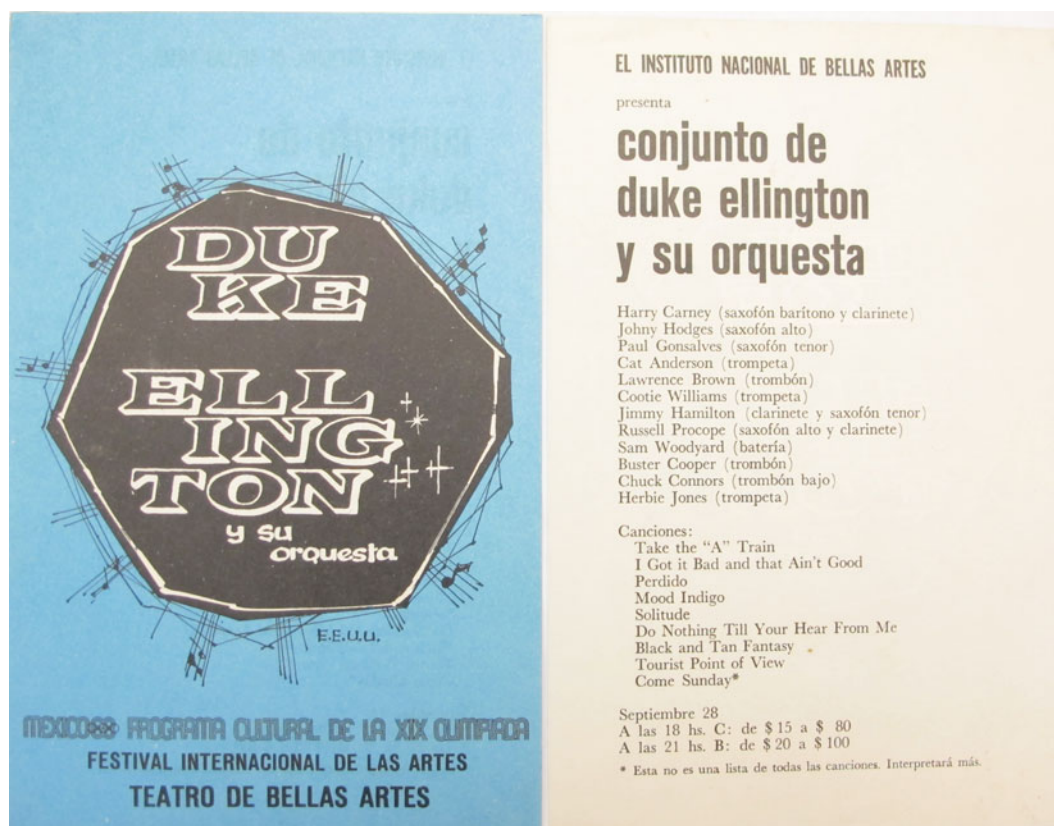 DU
KE
ELL
ING
TON
y su
orquesta
E.E.U.U.
MEXICO68 PROGRAMA CULTURAL DE LA XIX OLIMPIADA
FESTIVAL INTERNACIONAL DE LAS ARTES
TEATRO DE BELLAS ARTES
EL INSTITUTO NACIONAL DE BELLAS ARTES
presenta
conjunto de
duke ellington
y su orquesta
Harry Carney (saxofón barítono y clarinete)
Johny Hodges (saxofón alto)
Paul Gonsalves (saxofón tenor)
Cat Anderson (trompeta)
Lawrence Brown (trombón)
Cootie Williams (trompeta)
Jimmy Hamilton (clarinete y saxofón tenor)
Russell Procope (saxofón alto y clarinete)
Sam Woodyard (batería)
Buster Cooper (trombón)
Chuck Connors (trombón bajo)
Herbie Jones (trompeta)
Canciones:
Take the “A” Train
I Got it Bad and that Ain't Good
Perdido
Mood Indigo
Solitude
Do Nothing Till Your Hear From Me
Black and Tan Fantasy
Tourist Point of View
Come Sunday*
Septiembre 28
A las 18 hs. C: de $ 15 a $ 80
A las 21 hs. B: de $ 20 a $ 100
* Esta no es una lista de todas las canciones. Interpretará más.